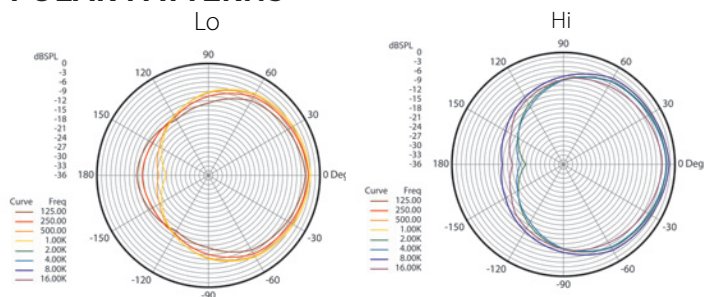 POLAR PATTERNS
Lo
dBSPL
0
-3
-6
-9
-12
-15
-18
-21
-24
-27
-30
-33
-36
90
120
60
150
30
180
0 Deg
-150
-30
-120
-60
-90
Curve Freq
125.00
250.00
500.00
1.00K
2.00K
4.00K
8.00K
16.00K
Hi
dBSPL
0
-3
-6
-9
-12
-15
-18
-21
-24
-27
-30
-33
-36
90
120
60
150
30
180
0 Deg
-150
-30
-120
-60
-90
Curve Freq
125.00
250.00
500.00
1.00K
2.00K
4.00K
8.00K
16.00K